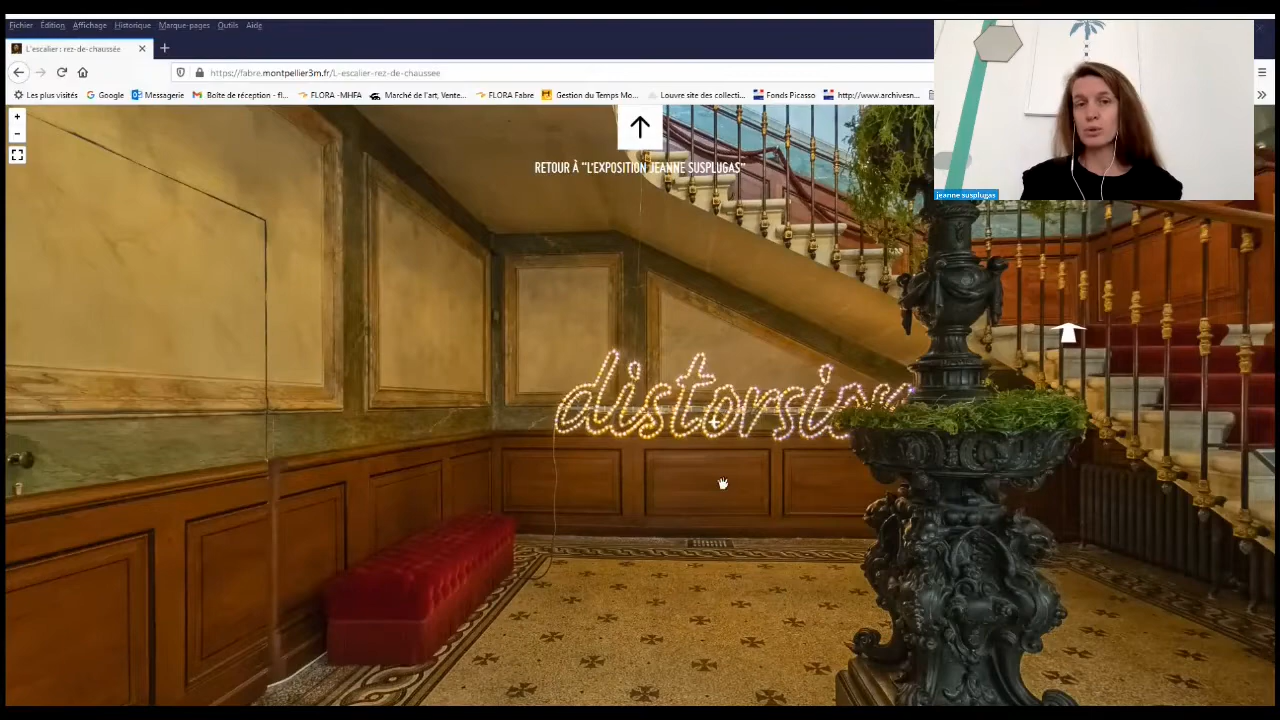 Fichier Edition Affichage Historique Marque-pages Outils Aide
L'escalier : rez-de-chaussée
https://fabre.montpellier3m.fr/L-escalier-rez-de-chaussee
Les plus visités Google Messagerie Boîte de réception - fl... FLORA -MHFA Marché de l'art, Vente... FLORA Fabre Gestion du Temps Mo... Louvre site des collecti... Fonds Picasso http://www.archivesn...
RETOUR À "L'EXPOSITION JEANNE SUSPLUGAS"
jeanne susplugas
distorsion